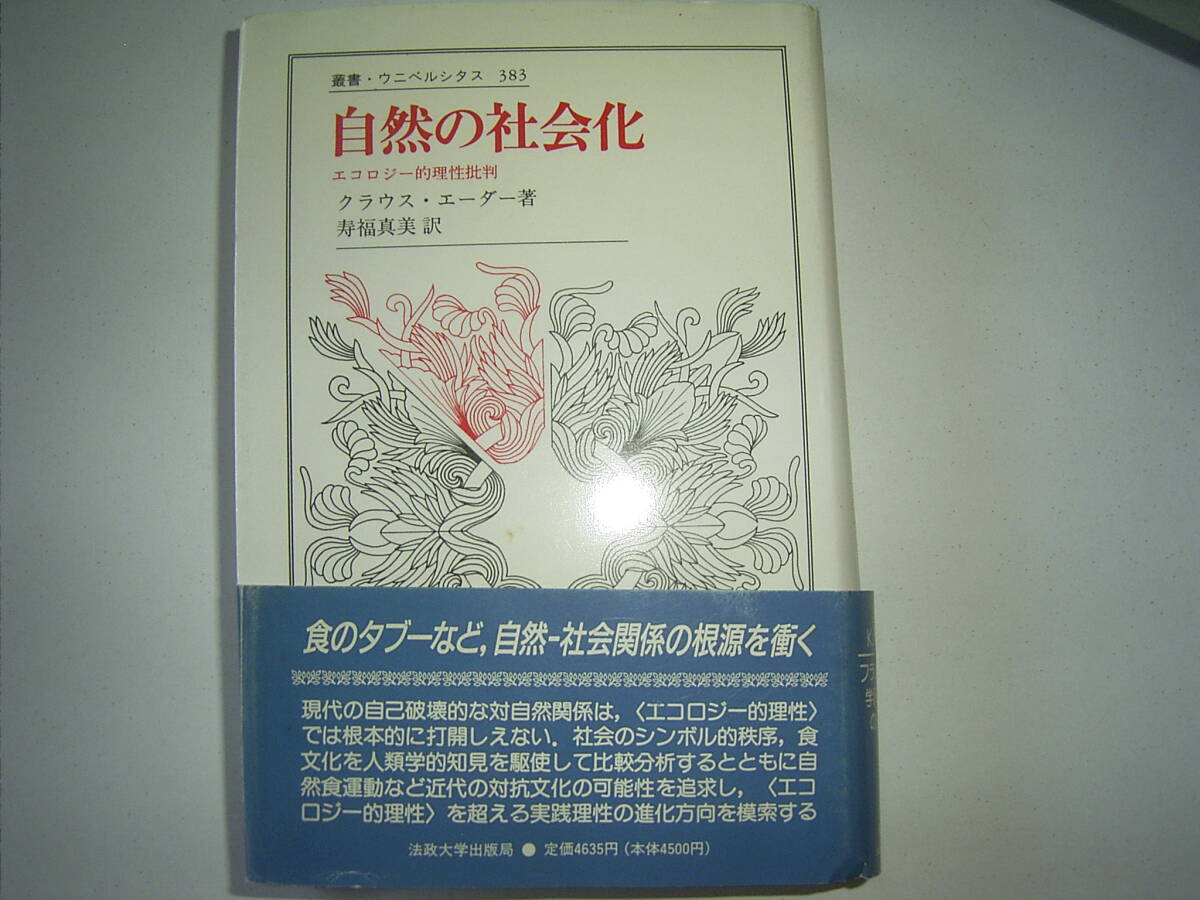 叢書・ウニベルシタス 383
自然の社会化
エコロジー的理性批判
クラウス・エーダー著
寿福真美 訳
食のタブーなど,自然-社会関係の根源を衝く
現代の自己破壊的な対自然関係は,〈エコロジー的理性〉
では根本的に打開しえない.社会のシンボル的秩序,食
文化を人類学的知見を駆使して比較分析するとともに自
然食運動など近代の対抗文化の可能性を追求し,〈エコ
ロジー的理性〉を超える実践理性の進化方向を模索する
法政大学出版局 ● 定価4635円(本体4500円)